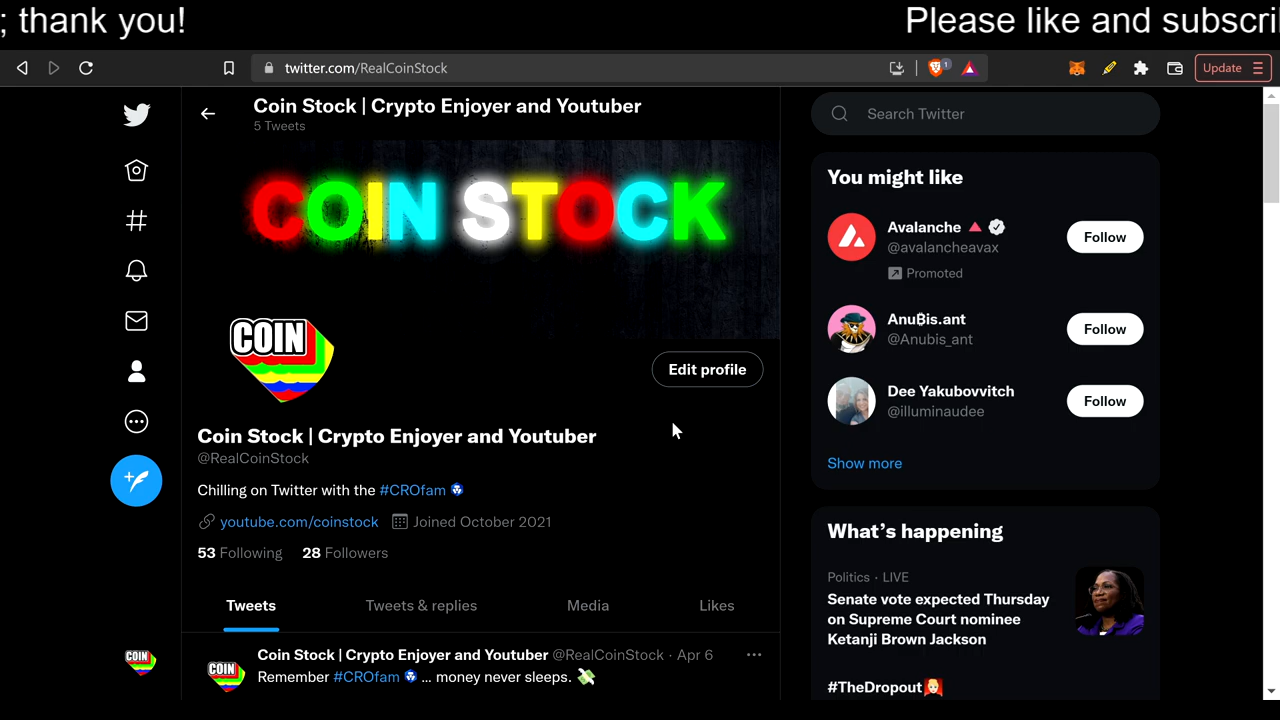 ; thank you!
Please like and subscri
twitter.com/RealCoinStock
1
Update
Coin Stock | Crypto Enjoyer and Youtuber
5 Tweets
COIN STOCK
COIN
Edit profile
Coin Stock | Crypto Enjoyer and Youtuber
@RealCoinStock
Chilling on Twitter with the #CROfam
youtube.com/coinstock Joined October 2021
53 Following 28 Followers
Tweets Tweets & replies Media Likes
COIN
COIN
Coin Stock | Crypto Enjoyer and Youtuber @RealCoinStock · Apr 6 ...
Remember #CROfam ... money never sleeps. 💸
Search Twitter
You might like
Avalanche 🔺
@avalancheavax
Promoted
Follow
Anu₿is.ant
@Anubis_ant
Follow
Dee Yakubovvitch
@illuminaudee
Follow
Show more
What's happening
Politics · LIVE
Senate vote expected Thursday
on Supreme Court nominee
Ketanji Brown Jackson
#TheDropout